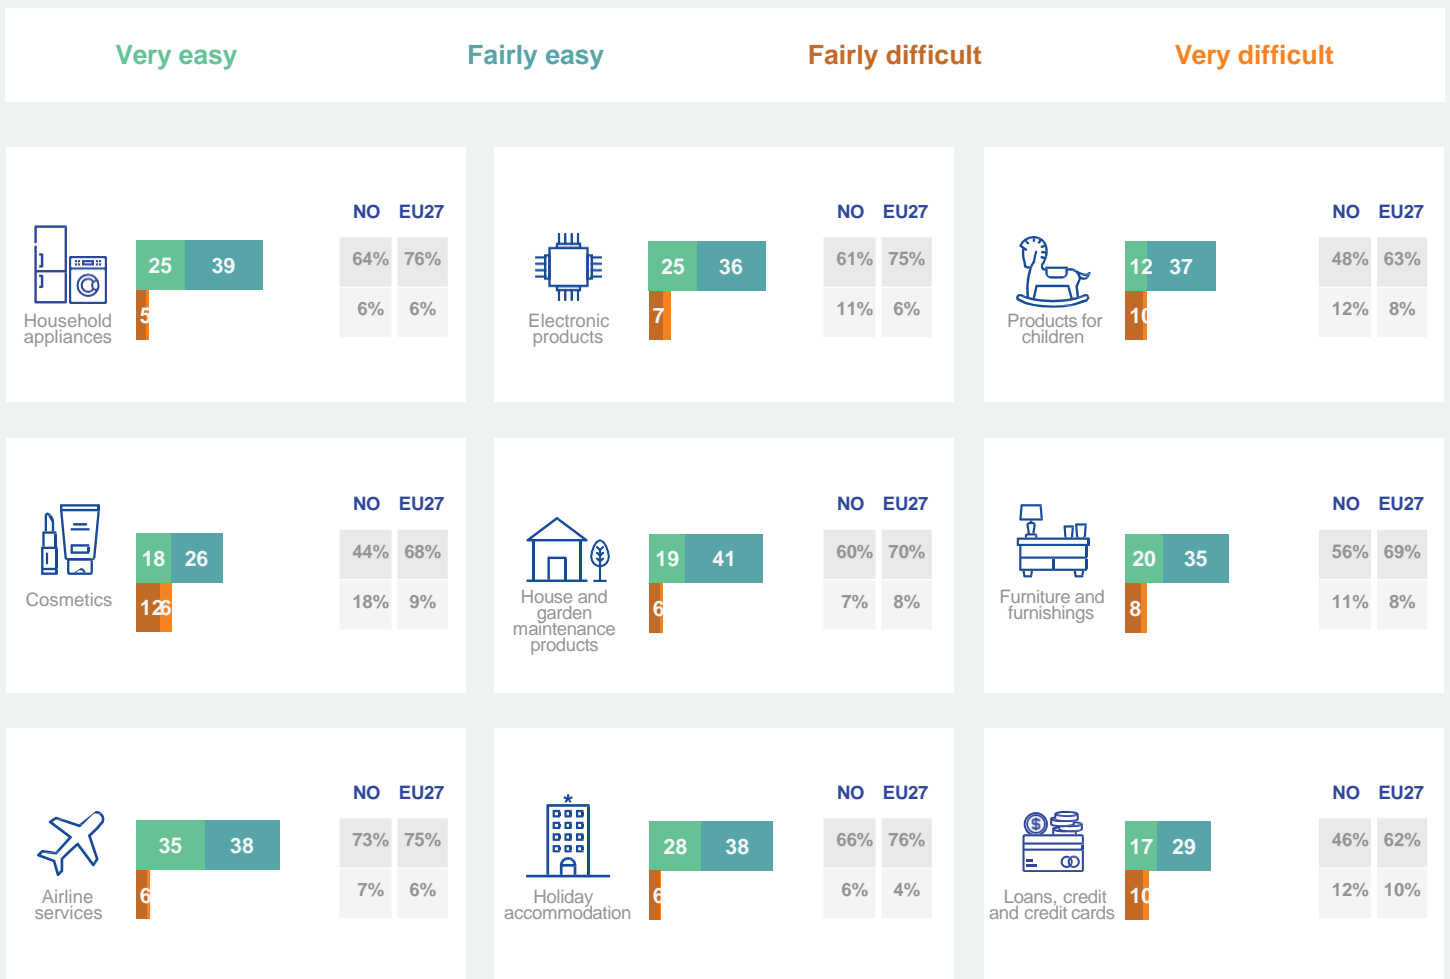 Very easy Fairly easy Fairly difficult Very difficult
NO EU27
25 39 64% 76%
5 6% 6%
Household
appliances
NO EU27
25 36 61% 75%
7 11% 6%
Electronic
products
NO EU27
12 37 48% 63%
10 12% 8%
Products for
children
NO EU27
18 26 44% 68%
12 6 18% 9%
Cosmetics
NO EU27
19 41 60% 70%
6 7% 8%
House and
garden
maintenance
products
NO EU27
20 35 56% 69%
8 11% 8%
Furniture and
furnishings
NO EU27
35 38 73% 75%
6 7% 6%
Airline
services
NO EU27
28 38 66% 76%
6 6% 4%
Holiday
accommodation
NO EU27
17 29 46% 62%
10 12% 10%
Loans, credit
and credit cards